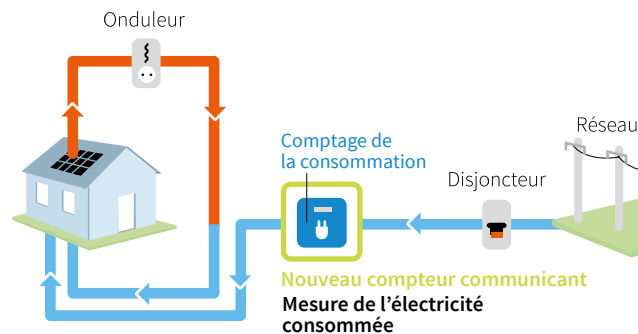 Onduleur
Réseau
Comptage de
la consommation
Disjoncteur
Nouveau compteur communicant
Mesure de l’électricité
consommée